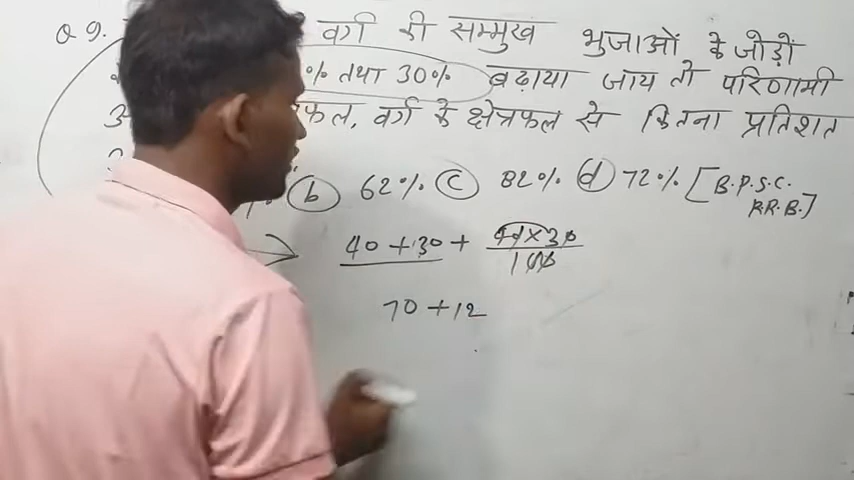 Q 9. वर्ग की सम्मुख भुजाओं के जोड़ों
% तथा 30% बढ़ाया जाय तो परिणामी
फल, वर्ग के क्षेत्रफल से कितना प्रतिशत
(b) 62% (c) 82% (d) 72% [B.P.S.C.
R.R.B.]
40 + 30 + 40×30
100
70 + 12